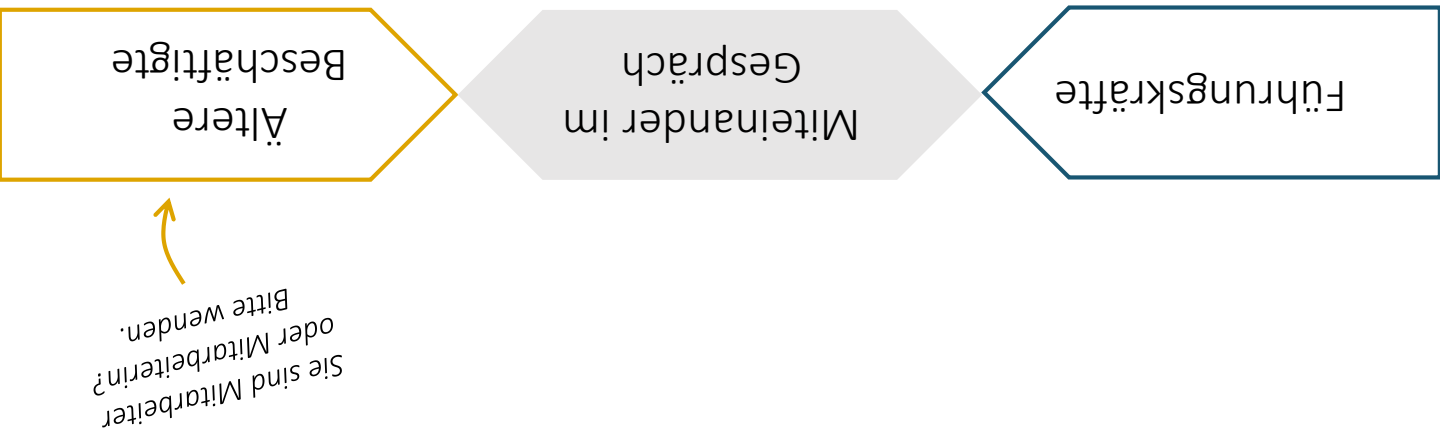 Sie sind Mitarbeiter
oder Mitarbeiterin?
Bitte wenden.
Führungskräfte
Miteinander im
Gespräch
Ältere
Beschäftigte